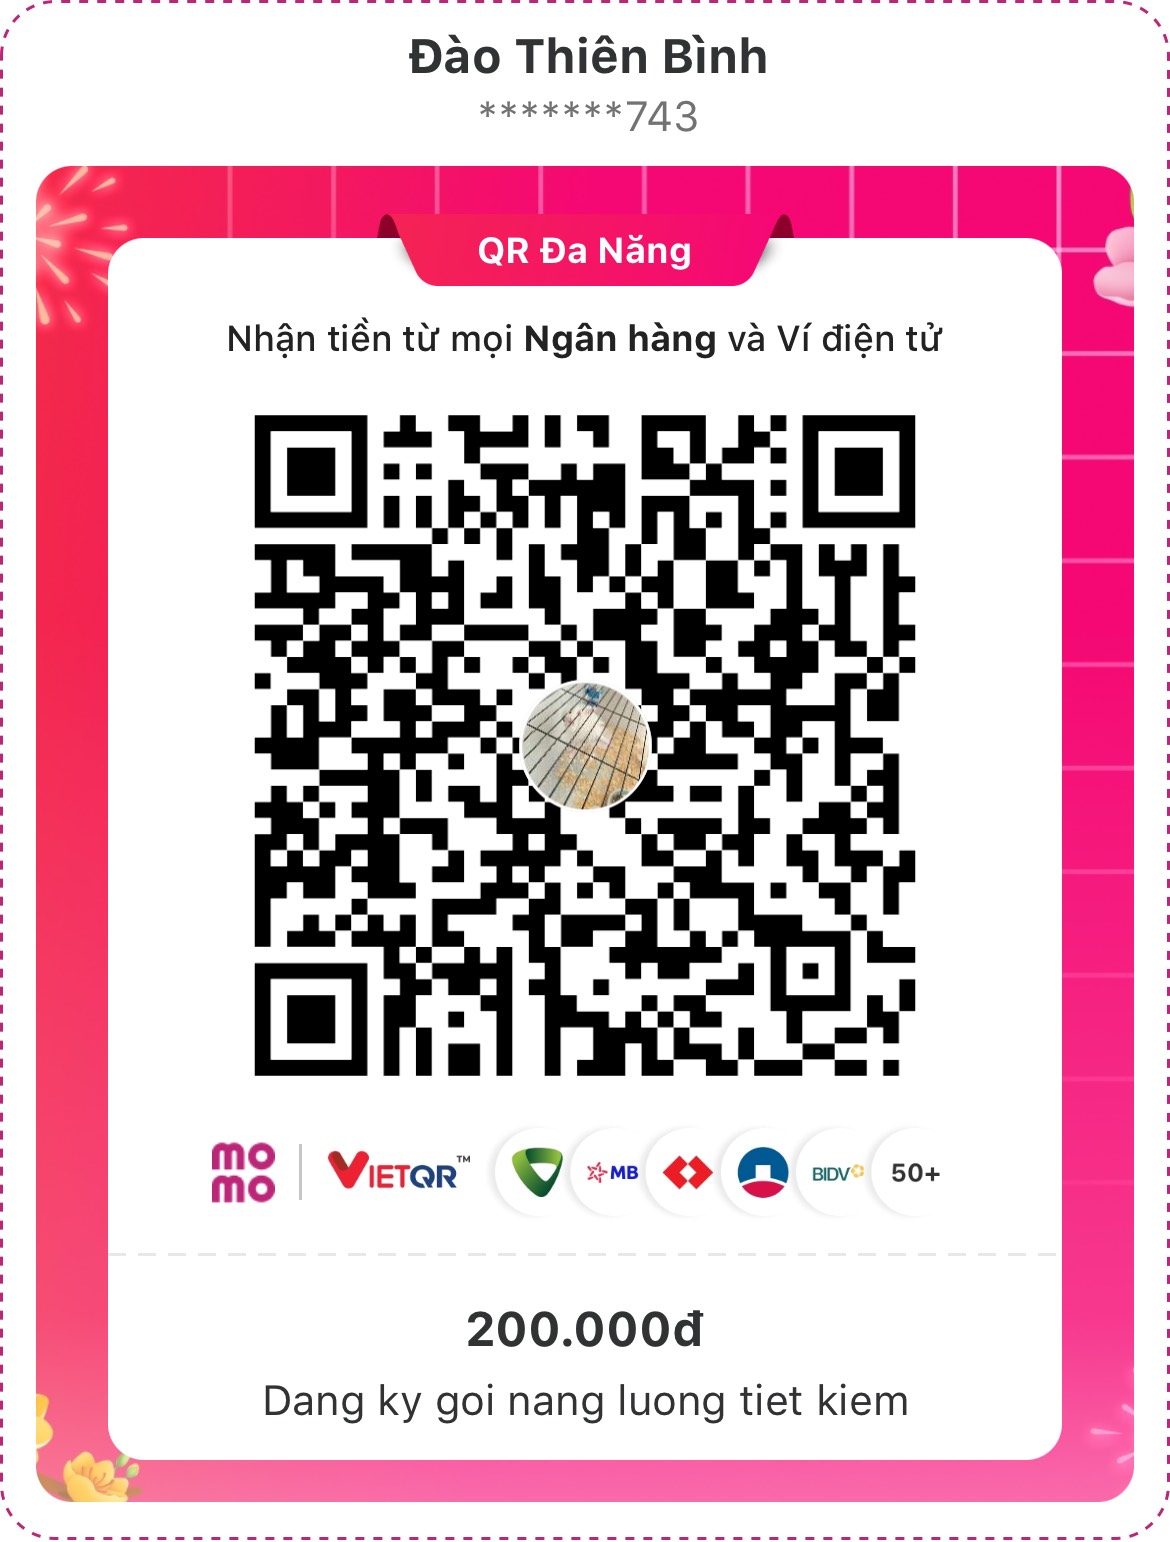 Đào Thiên Bình
*******743
QR Đa Năng
Nhận tiền từ mọi Ngân hàng và Ví điện tử
mo
mo
VIETQR™
MB
BIDV
50+
200.000đ
Dang ky goi nang luong tiet kiem